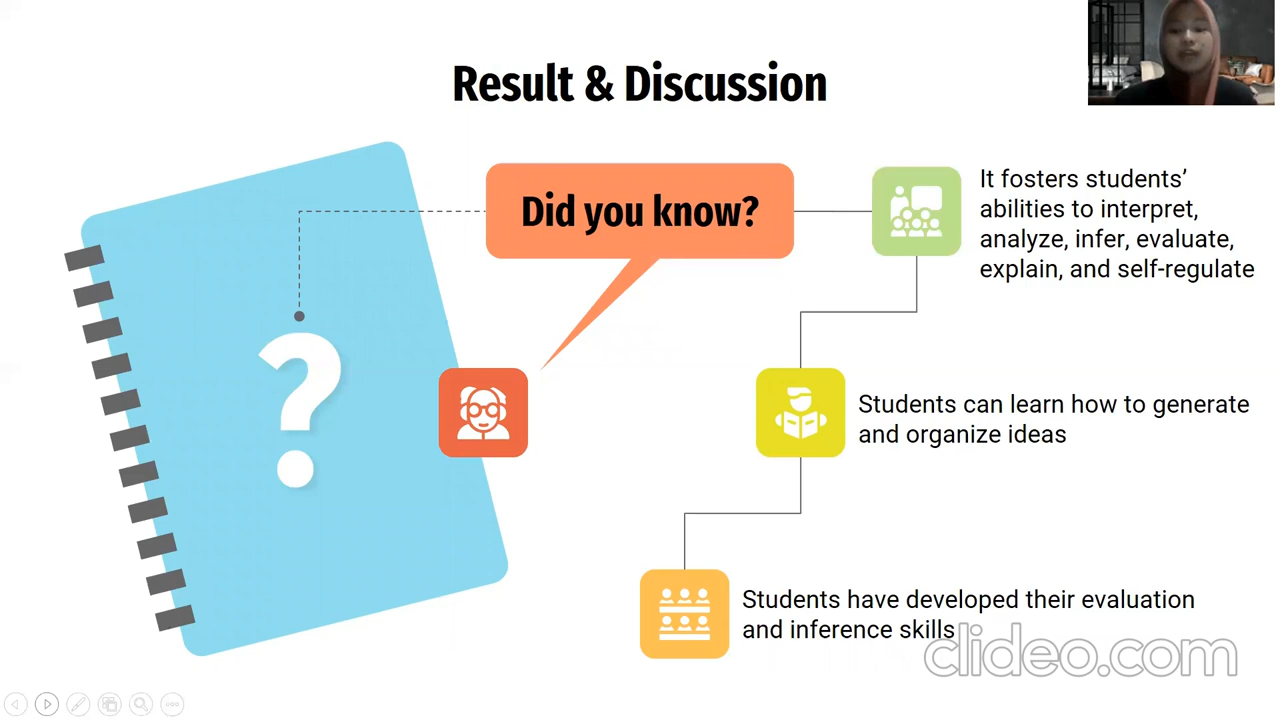 Result & Discussion
Did you know?
It fosters students’
abilities to interpret,
analyze, infer, evaluate,
explain, and self-regulate
Students can learn how to generate
and organize ideas
Students have developed their evaluation
and inference skills
clideo.com
?